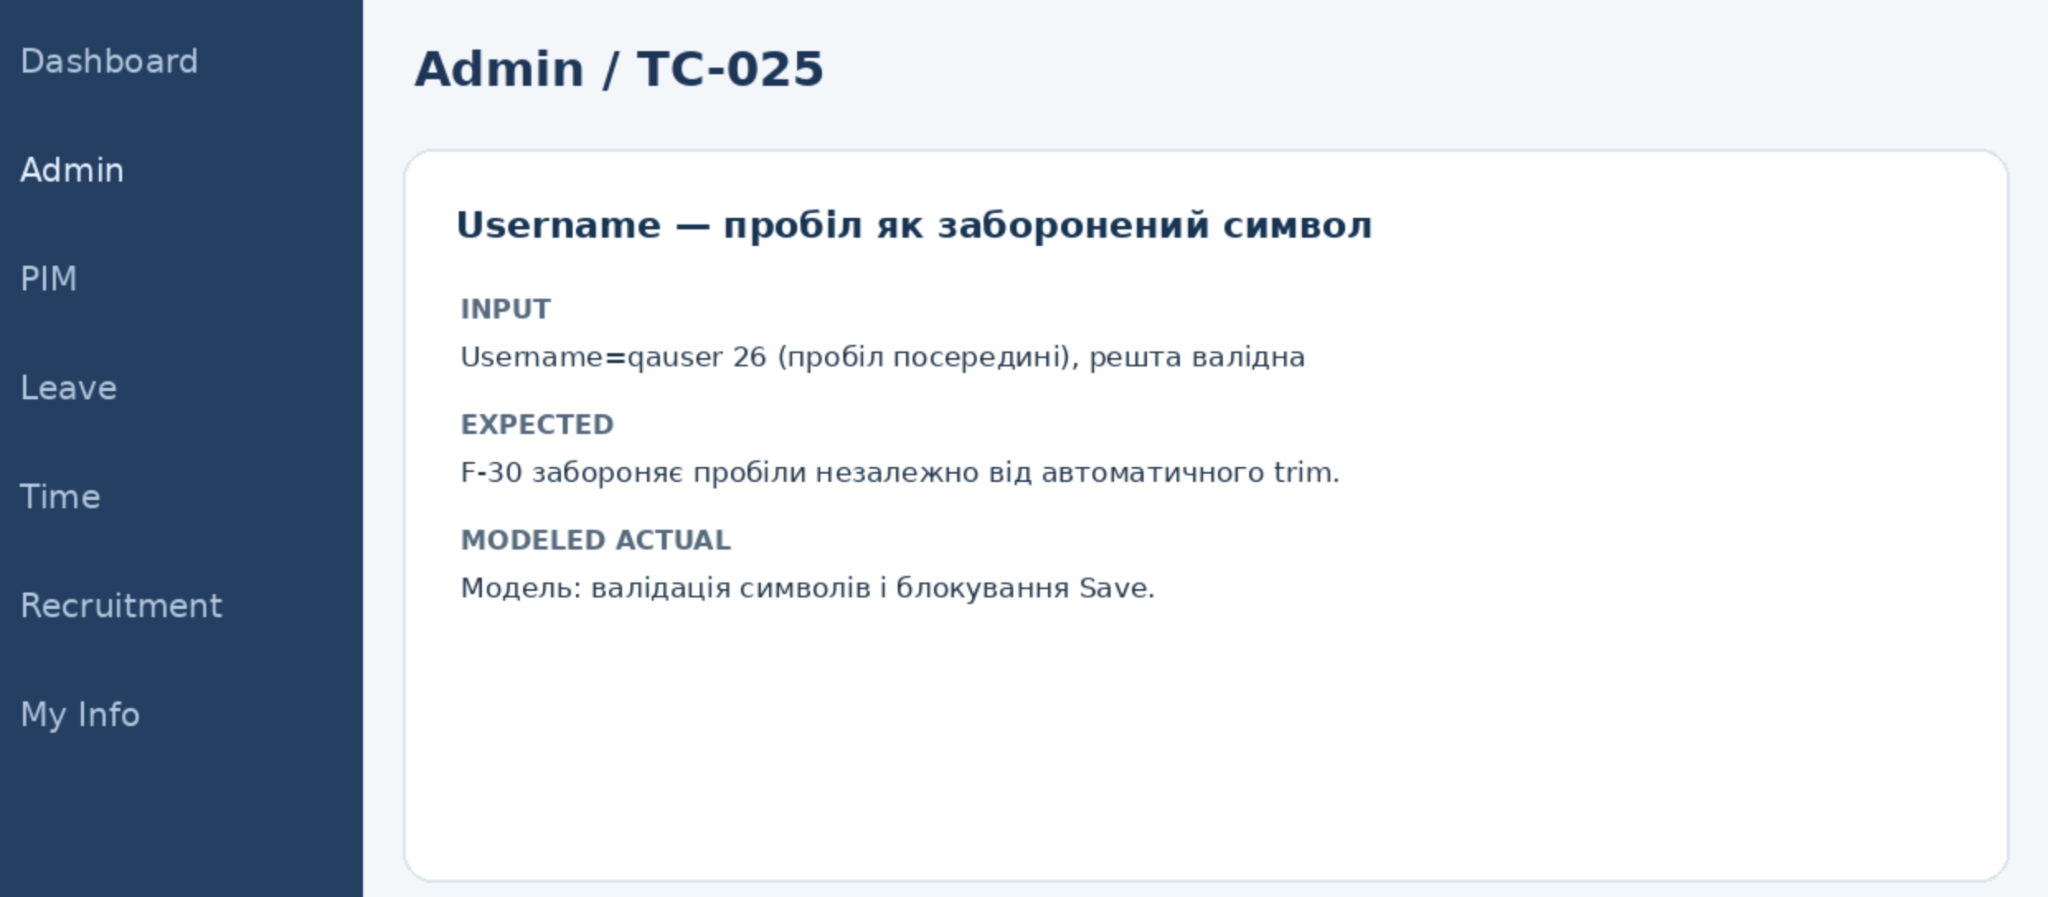 Dashboard
Admin
PIM
Leave
Time
Recruitment
My Info
Admin / TC-025
Username — пробіл як заборонений символ
INPUT
Username=qauser 26 (пробіл посередині), решта валідна
EXPECTED
F-30 забороняє пробіли незалежно від автоматичного trim.
MODELED ACTUAL
Модель: валідація символів і блокування Save.